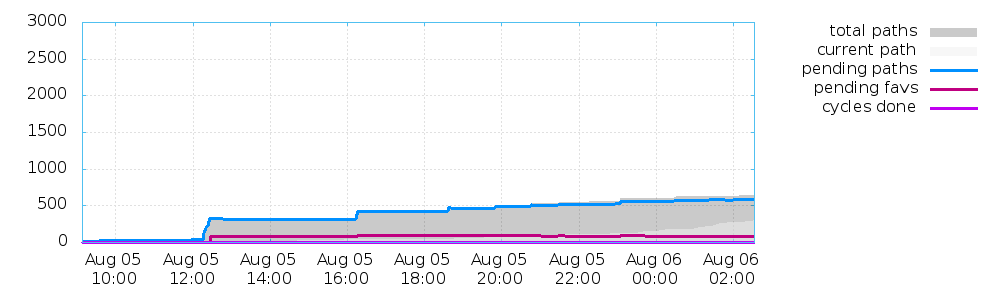 3000
2500
2000
1500
1000
500
0
Aug 05 Aug 05 Aug 05 Aug 05 Aug 05 Aug 05 Aug 05 Aug 06 Aug 06
10:00 12:00 14:00 16:00 18:00 20:00 22:00 00:00 02:00
total paths
current path
pending paths
pending favs
cycles done